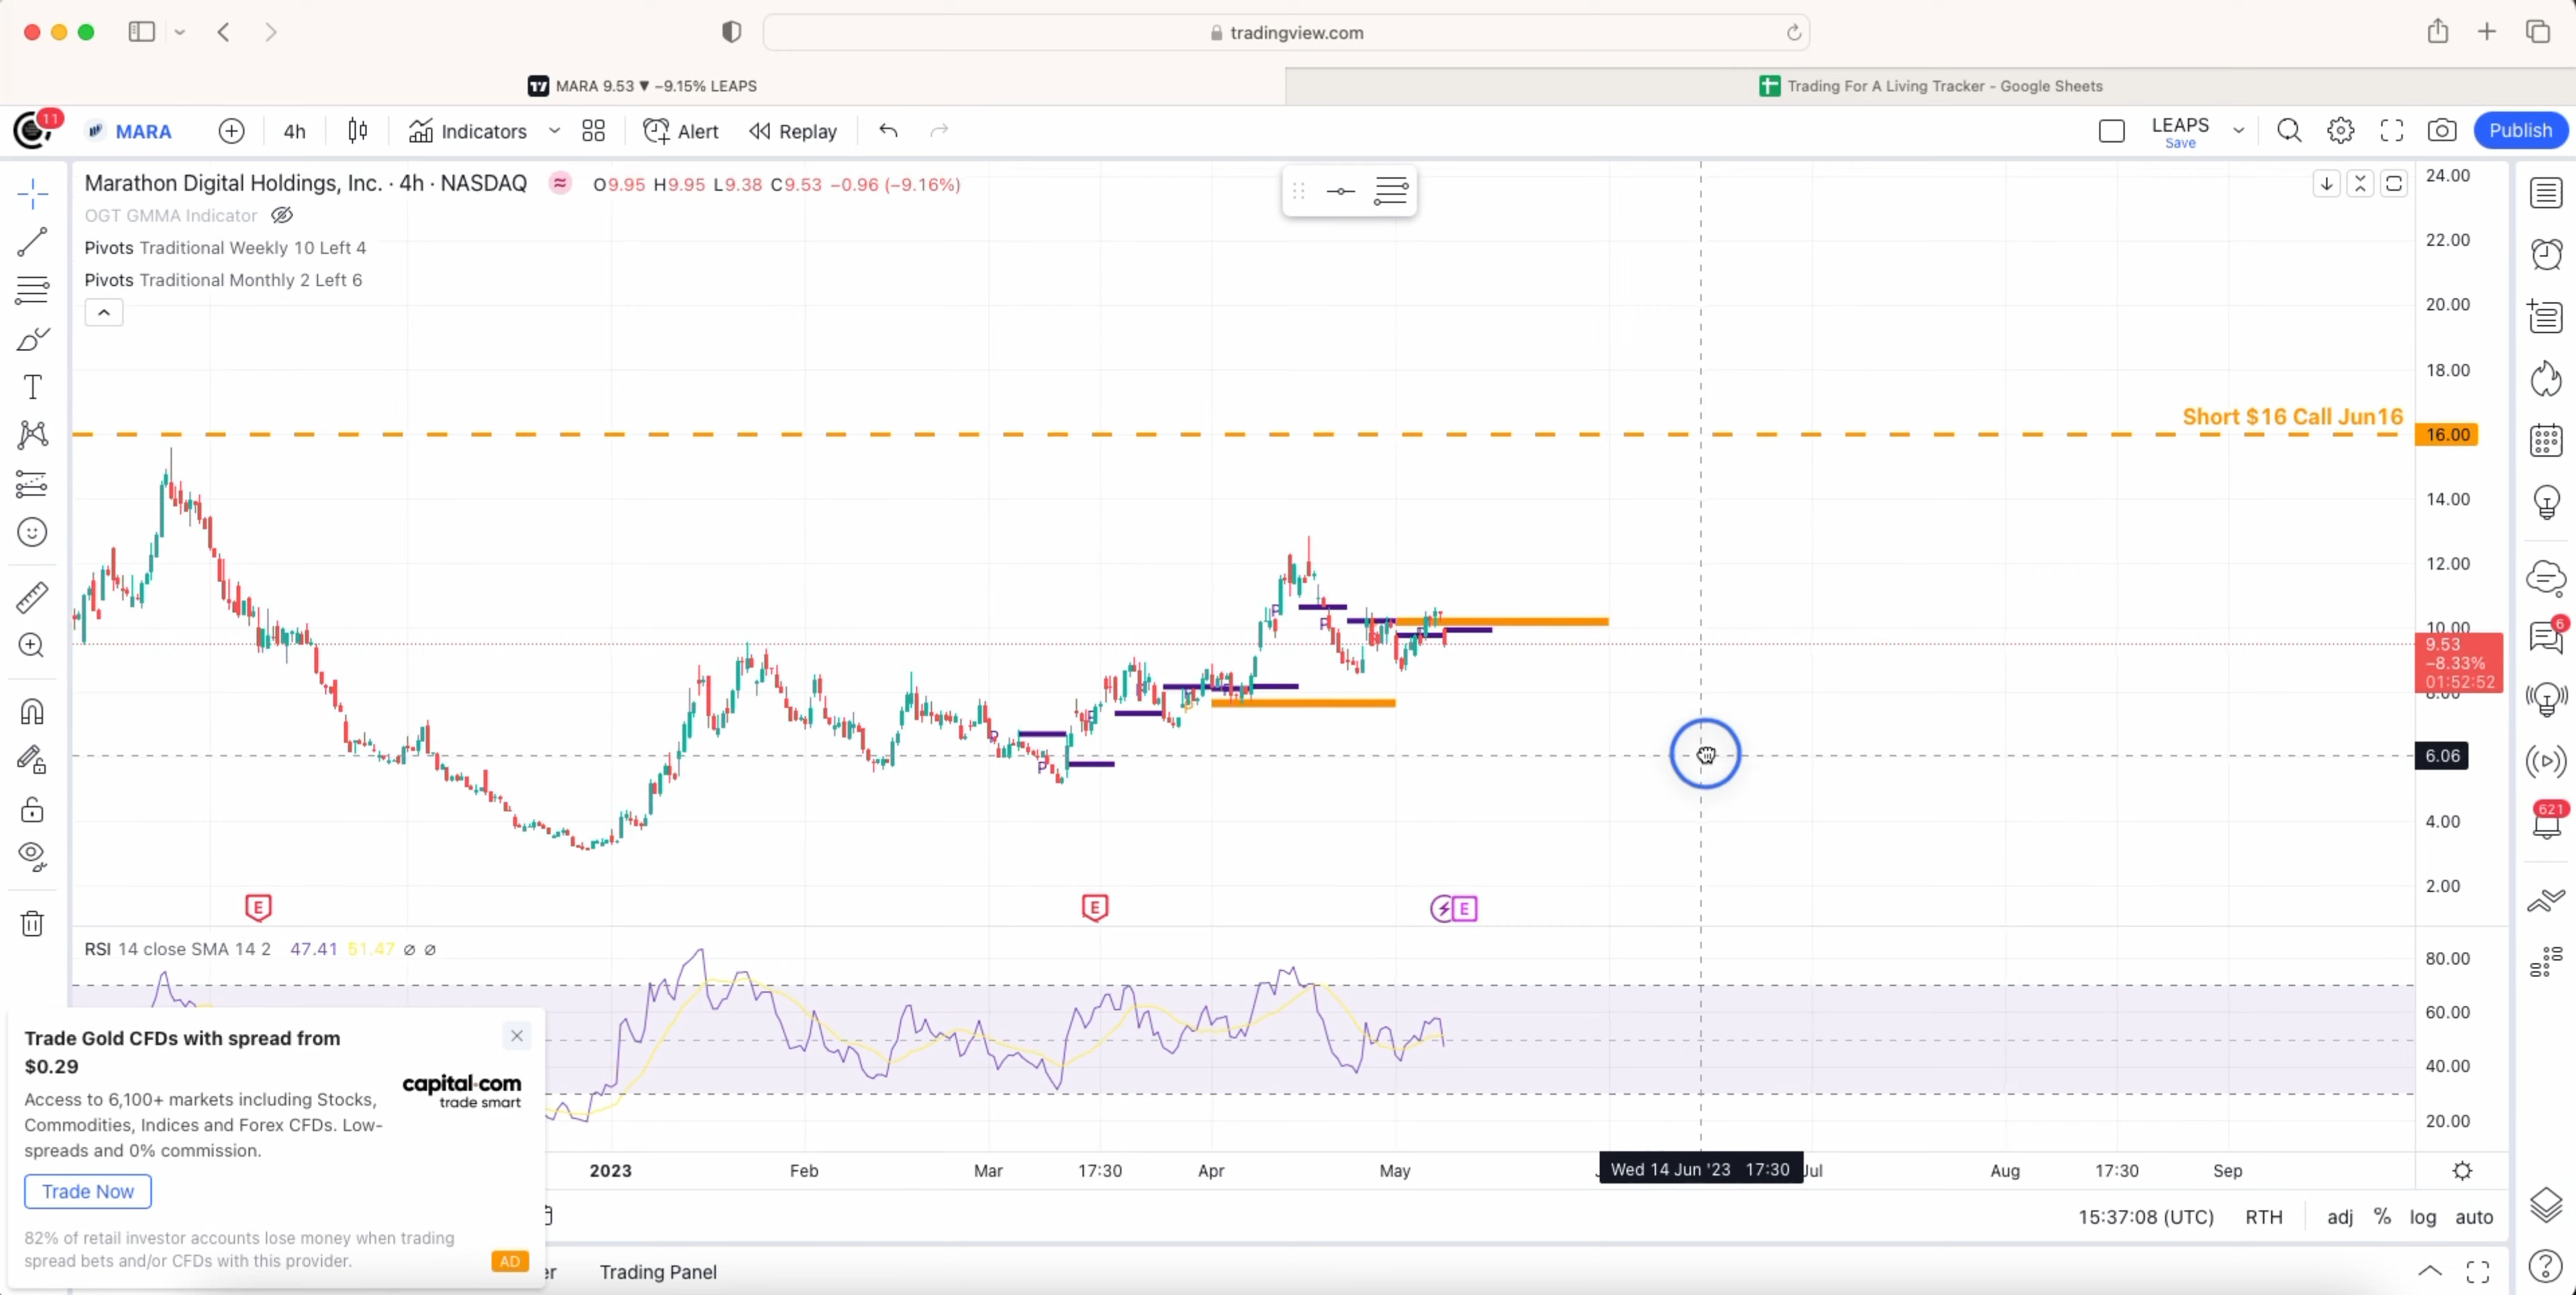 tradingview.com
MARA 9.53 ▼ −9.15% LEAPS
Trading For A Living Tracker - Google Sheets
11
MARA
4h
Indicators
Alert
Replay
LEAPS
Save
Publish
Marathon Digital Holdings, Inc. · 4h · NASDAQ
O9.95 H9.95 L9.38 C9.53 −0.96 (−9.16%)
OGT GMMA Indicator
Pivots Traditional Weekly 10 Left 4
Pivots Traditional Monthly 2 Left 6
24.00
22.00
20.00
18.00
Short $16 Call Jun16
16.00
14.00
12.00
10.00
9.53
−8.33%
01:52:52
8.00
6.06
4.00
2.00
P
P
P
P
P
E
E
E
6
621
RSI 14 close SMA 14 2 47.41 51.47 ∅ ∅
80.00
60.00
40.00
20.00
Trade Gold CFDs with spread from
$0.29
capital.com
trade smart
Access to 6,100+ markets including Stocks,
Commodities, Indices and Forex CFDs. Low-
spreads and 0% commission.
Trade Now
82% of retail investor accounts lose money when trading
spread bets and/or CFDs with this provider.
AD
2023
Feb
Mar
17:30
Apr
May
Wed 14 Jun '23 17:30
Jul
Aug
17:30
Sep
15:37:08 (UTC)
RTH
adj
%
log
auto
er
Trading Panel